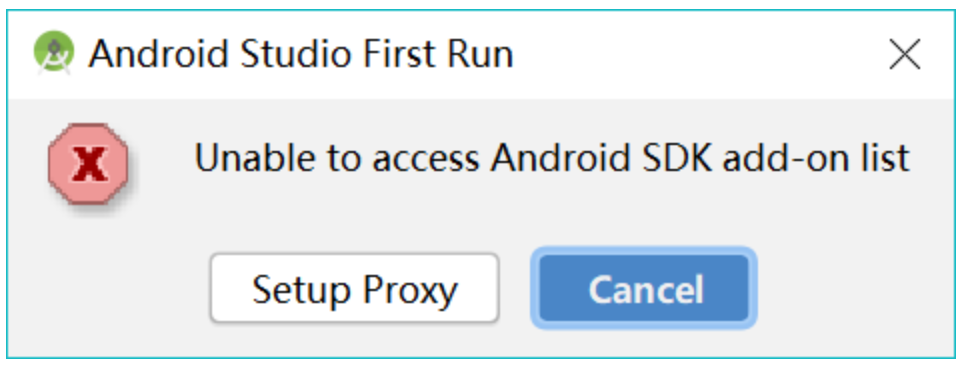 Android Studio First Run
Unable to access Android SDK add-on list
Setup Proxy
Cancel